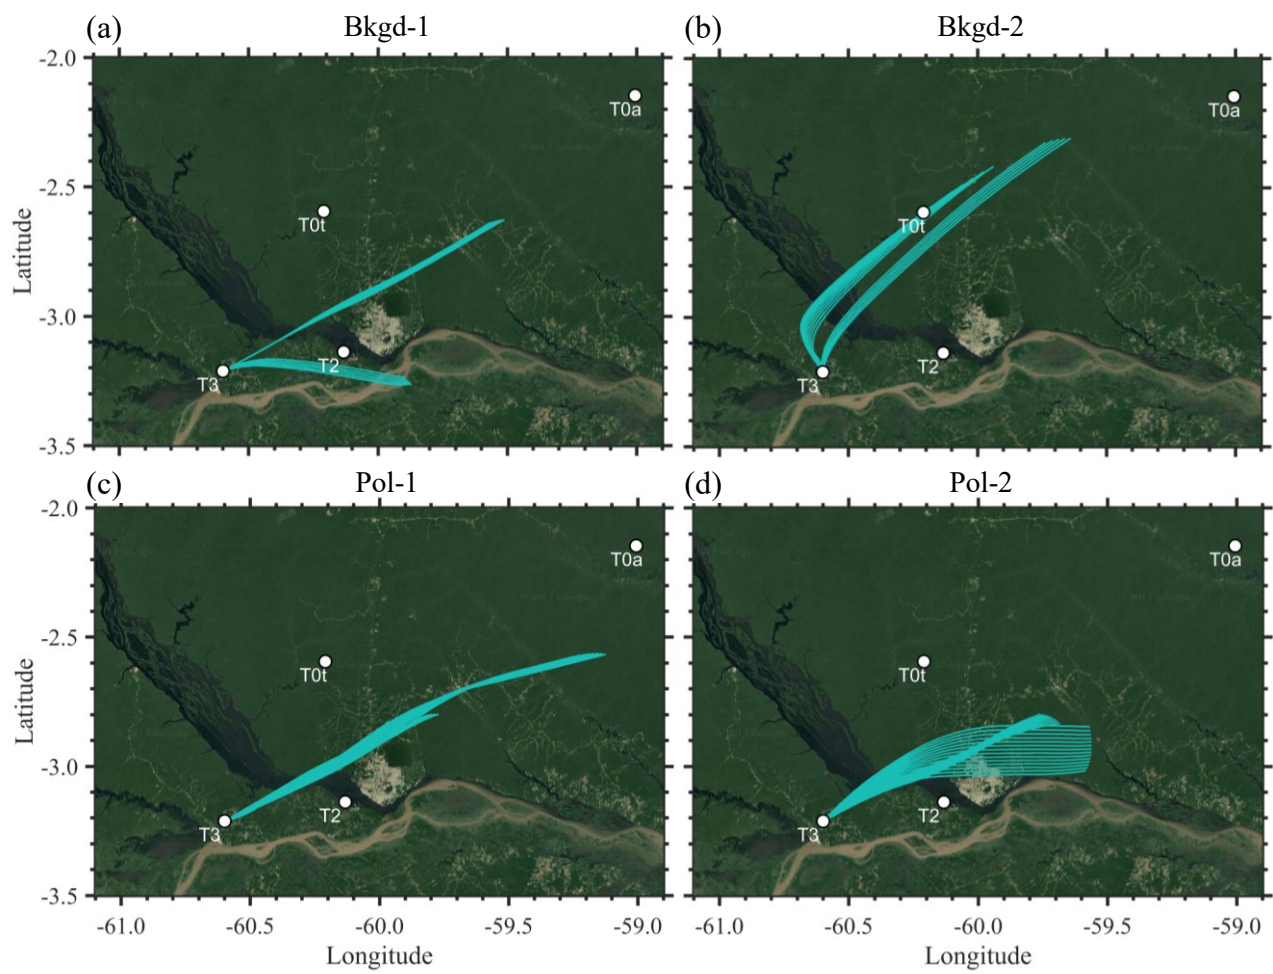 (a) Bkgd-1
(b) Bkgd-2
-2.0
-2.5
-3.0
-3.5
Latitude
T0a
T0t
T2
T3
T0a
T0t
T2
T3
(c) Pol-1
(d) Pol-2
-2.0
-2.5
-3.0
-3.5
Latitude
T0a
T0t
T2
T3
T0a
T0t
T2
T3
-61.0 -60.5 -60.0 -59.5 -59.0
Longitude
-61.0 -60.5 -60.0 -59.5 -59.0
Longitude